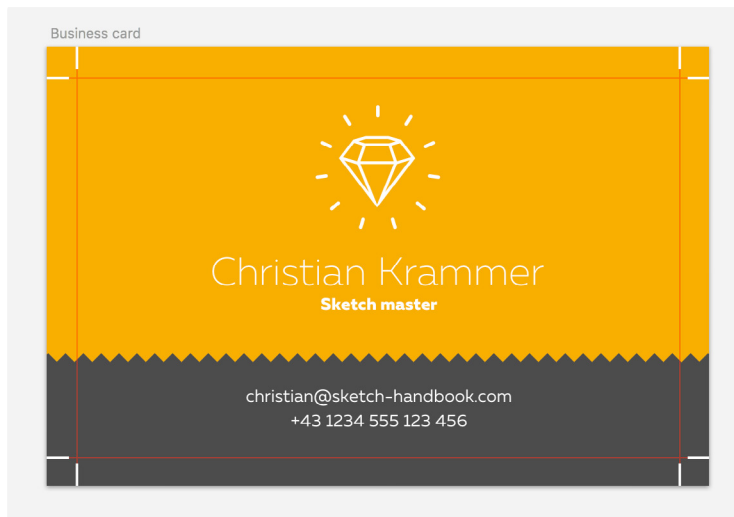 Business card
Christian Krammer
Sketch master
christian@sketch-handbook.com
+43 1234 555 123 456